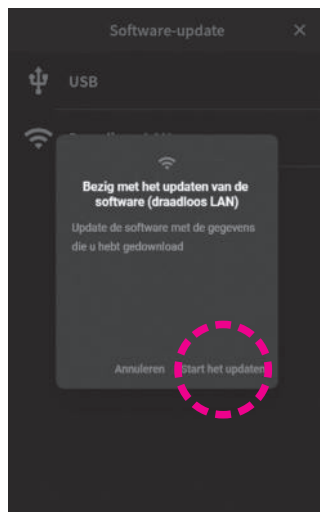 Software-update
USB
Bezig met het updaten van de
software (draadloos LAN)
Update de software met de gegevens
die u hebt gedownload
Annuleren Start het updaten